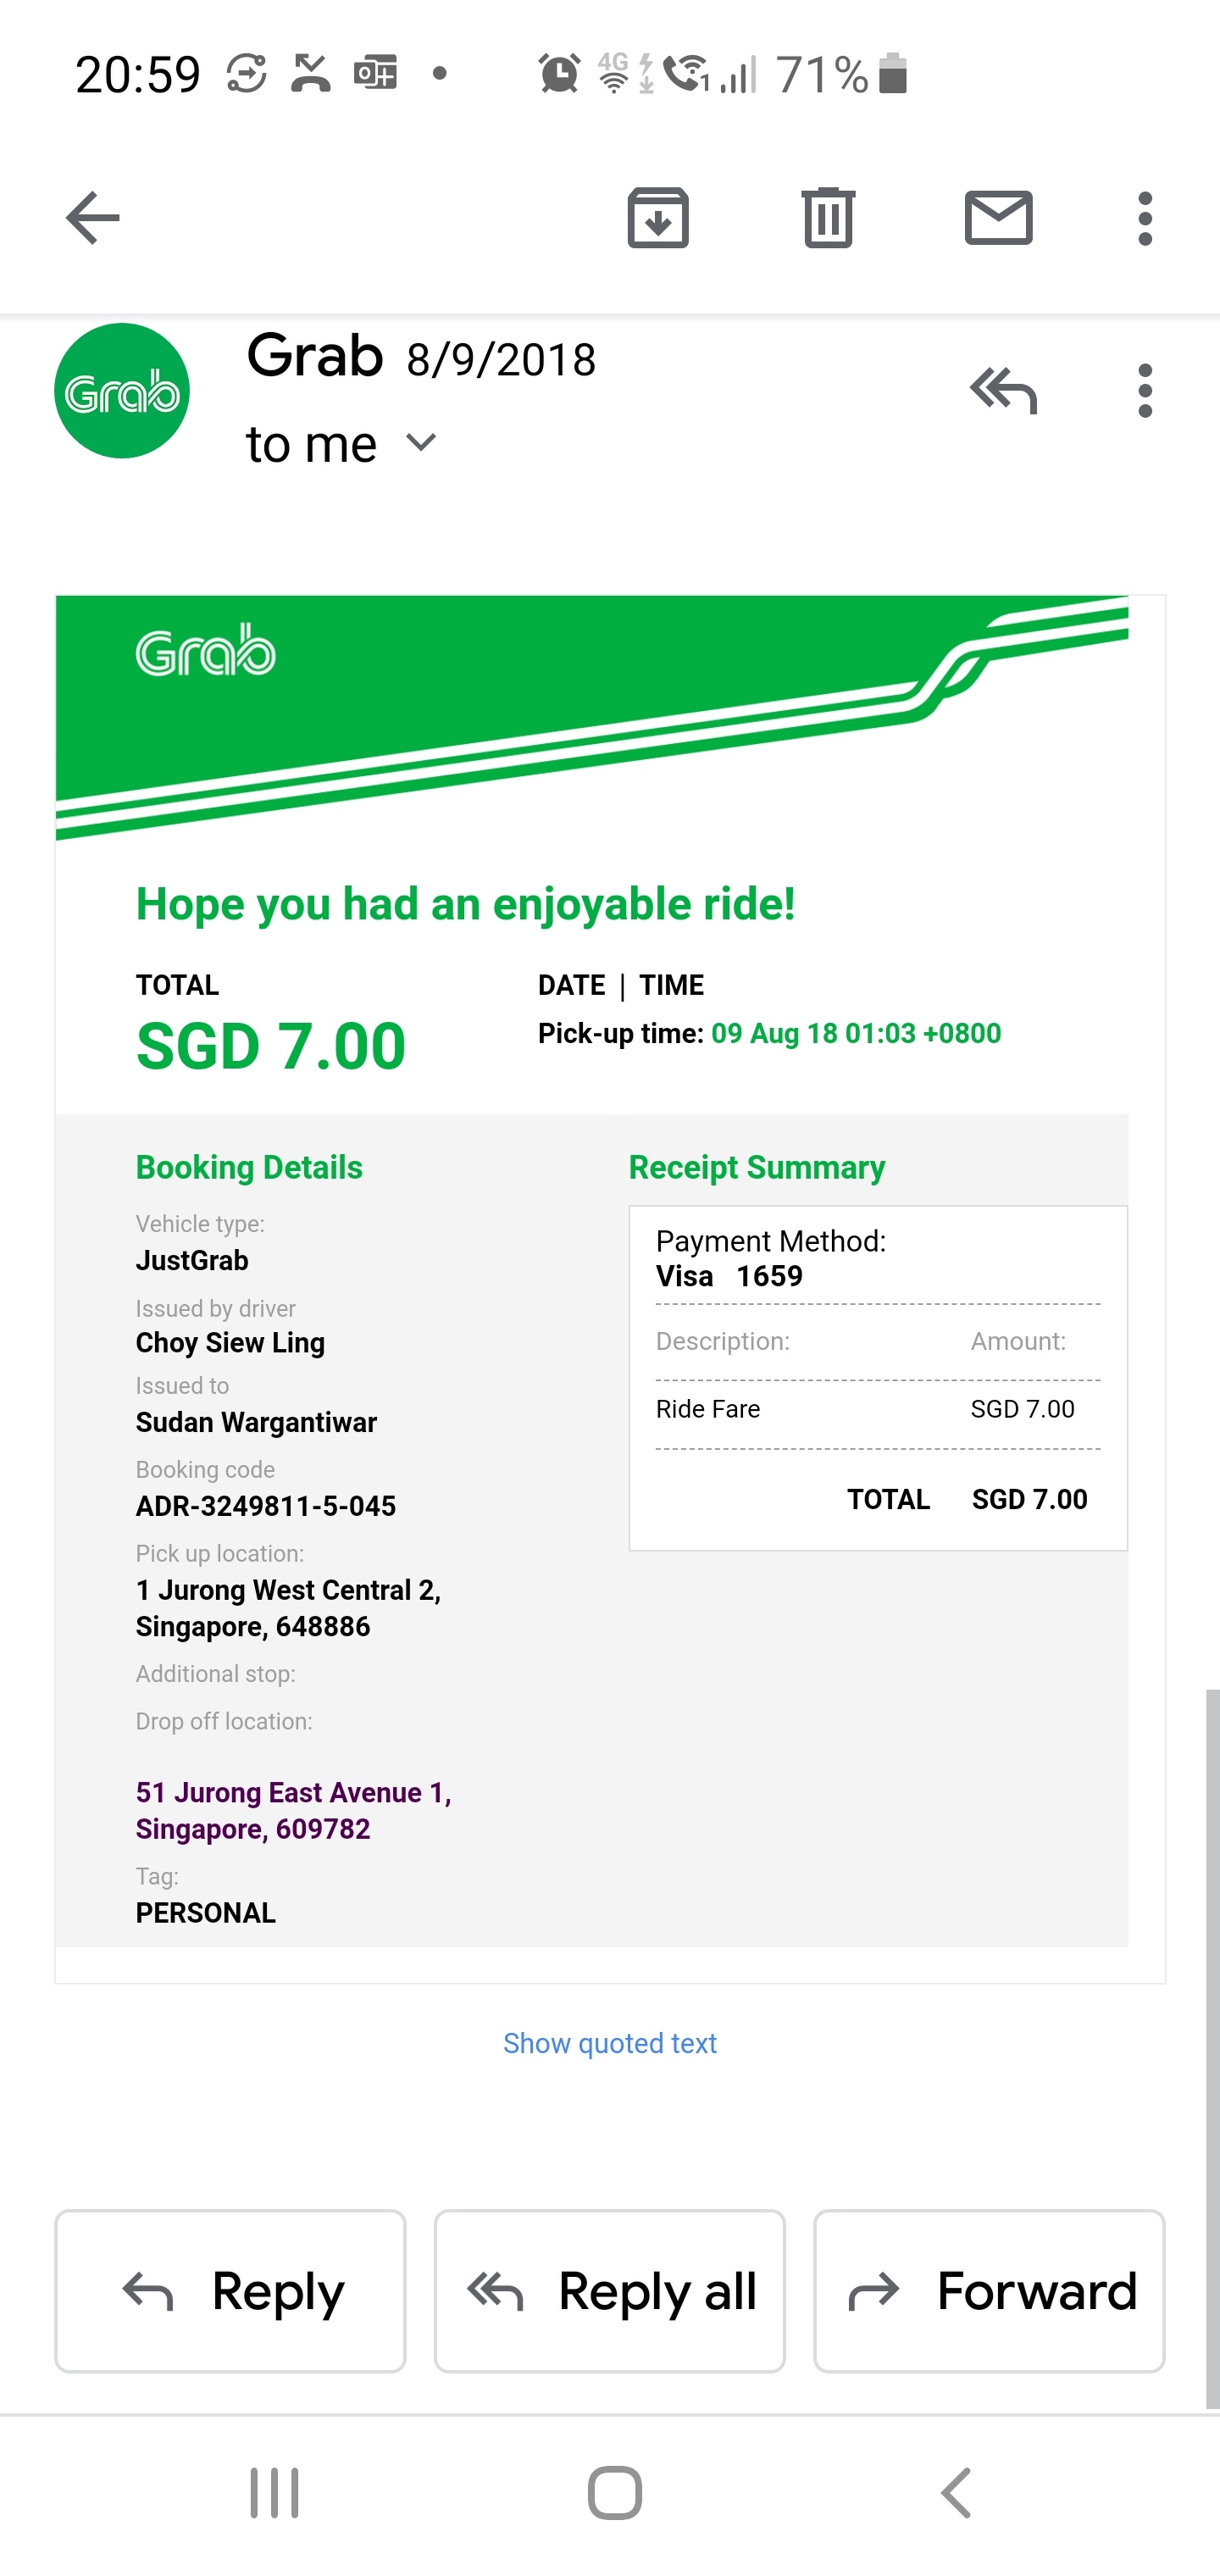 20:59 4G 1 71%
Grab
Grab 8/9/2018
to me
Grab
Hope you had an enjoyable ride!
TOTAL
SGD 7.00
DATE | TIME
Pick-up time: 09 Aug 18 01:03 +0800
Booking Details
Vehicle type:
JustGrab
Issued by driver
Choy Siew Ling
Issued to
Sudan Wargantiwar
Booking code
ADR-3249811-5-045
Pick up location:
1 Jurong West Central 2,
Singapore, 648886
Additional stop:
Drop off location:
51 Jurong East Avenue 1,
Singapore, 609782
Tag:
PERSONAL
Receipt Summary
Payment Method:
Visa 1659
Description: Amount:
Ride Fare SGD 7.00
TOTAL SGD 7.00
Show quoted text
Reply Reply all Forward